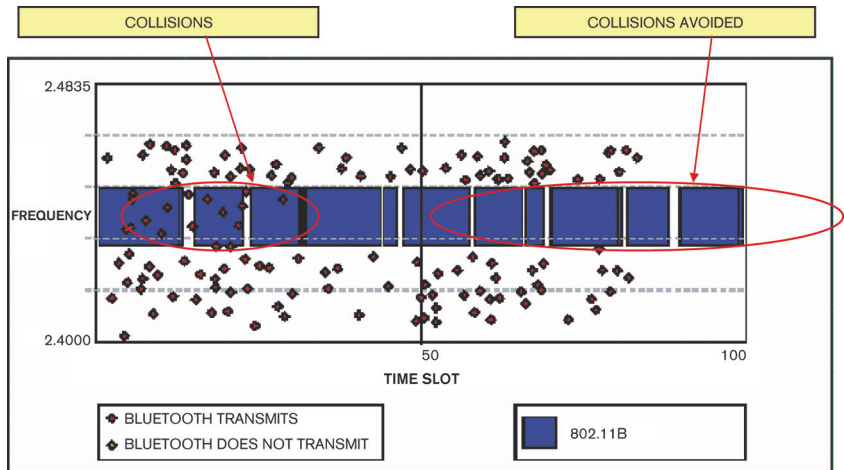 COLLISIONS
COLLISIONS AVOIDED
2.4835
FREQUENCY
2.4000
50
100
TIME SLOT
BLUETOOTH TRANSMITS
BLUETOOTH DOES NOT TRANSMIT
802.11B